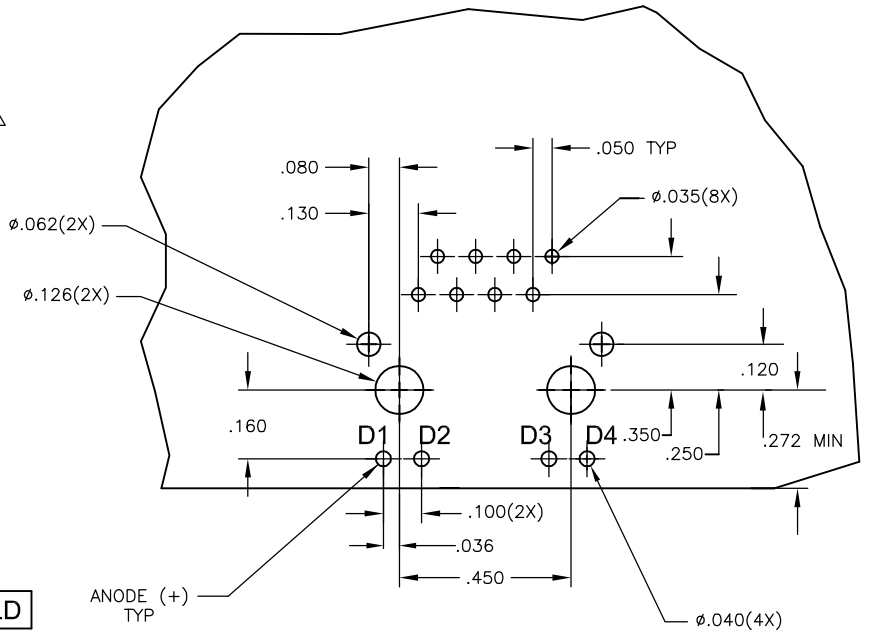 .080
.050 TYP
.130
ø.035(8X)
ø.062(2X)
ø.126(2X)
.120
.160
D1
D2
D3
D4
.350
.250
.272 MIN
.100(2X)
.036
.450
ANODE (+)
TYP
ø.040(4X)
LD